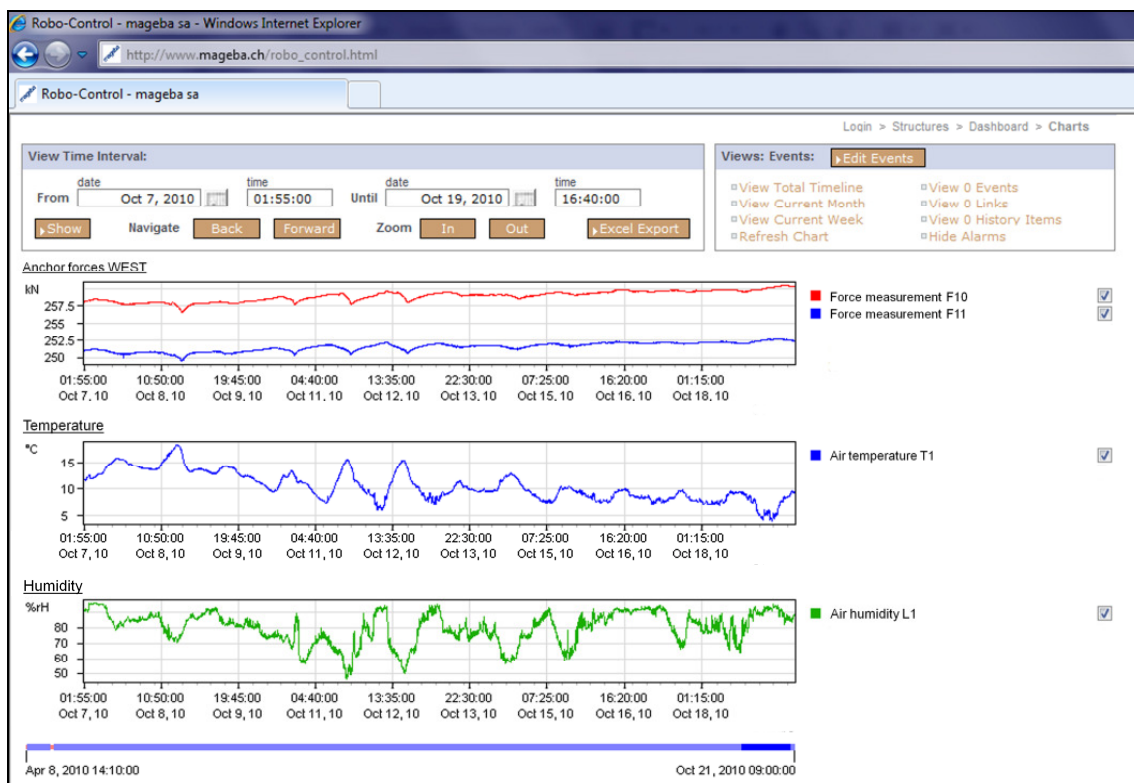 Robo-Control - mageba sa - Windows Internet Explorer
http://www.mageba.ch/robo_control.html
Robo-Control - mageba sa
Login > Structures > Dashboard > Charts
View Time Interval:
Views: Events: Edit Events
date time date time
From Oct 7, 2010 01:55:00 Until Oct 19, 2010 16:40:00
Show Navigate Back Forward Zoom In Out Excel Export
View Total Timeline View 0 Events
View Current Month View 0 Links
View Current Week View 0 History Items
Refresh Chart Hide Alarms
Anchor forces WEST
kN
257.5
255
252.5
250
Force measurement F10
Force measurement F11
01:55:00 10:50:00 19:45:00 04:40:00 13:35:00 22:30:00 07:25:00 16:20:00 01:15:00
Oct 7, 10 Oct 8, 10 Oct 9, 10 Oct 11, 10 Oct 12, 10 Oct 13, 10 Oct 15, 10 Oct 16, 10 Oct 18, 10
Temperature
°C
15
10
5
Air temperature T1
01:55:00 10:50:00 19:45:00 04:40:00 13:35:00 22:30:00 07:25:00 16:20:00 01:15:00
Oct 7, 10 Oct 8, 10 Oct 9, 10 Oct 11, 10 Oct 12, 10 Oct 13, 10 Oct 15, 10 Oct 16, 10 Oct 18, 10
Humidity
%rH
80
70
60
50
Air humidity L1
01:55:00 10:50:00 19:45:00 04:40:00 13:35:00 22:30:00 07:25:00 16:20:00 01:15:00
Oct 7, 10 Oct 8, 10 Oct 9, 10 Oct 11, 10 Oct 12, 10 Oct 13, 10 Oct 15, 10 Oct 16, 10 Oct 18, 10
Apr 8, 2010 14:10:00 Oct 21, 2010 09:00:00